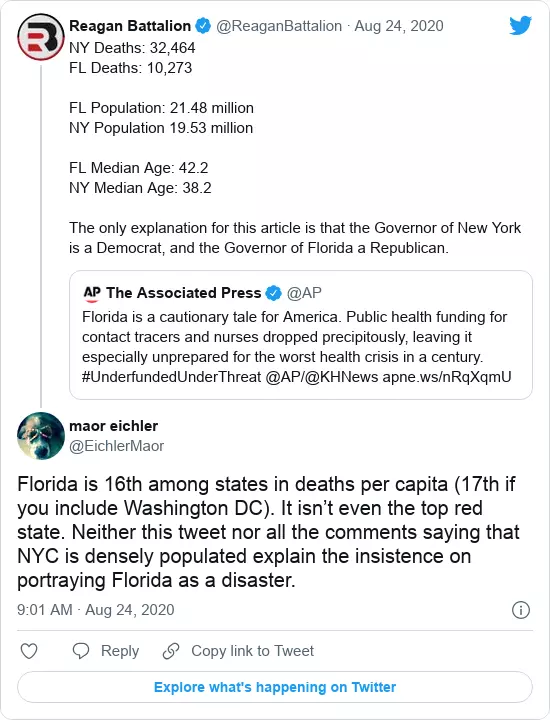 Reagan Battalion @ReaganBattalion · Aug 24, 2020
NY Deaths: 32,464
FL Deaths: 10,273
FL Population: 21.48 million
NY Population 19.53 million
FL Median Age: 42.2
NY Median Age: 38.2
The only explanation for this article is that the Governor of New York
is a Democrat, and the Governor of Florida a Republican.
AP The Associated Press @AP
Florida is a cautionary tale for America. Public health funding for
contact tracers and nurses dropped precipitously, leaving it
especially unprepared for the worst health crisis in a century.
#UnderfundedUnderThreat @AP/@KHNews apne.ws/nRqXqmU
maor eichler
@EichlerMaor
Florida is 16th among states in deaths per capita (17th if
you include Washington DC). It isn’t even the top red
state. Neither this tweet nor all the comments saying that
NYC is densely populated explain the insistence on
portraying Florida as a disaster.
9:01 AM · Aug 24, 2020
Reply Copy link to Tweet
Explore what's happening on Twitter